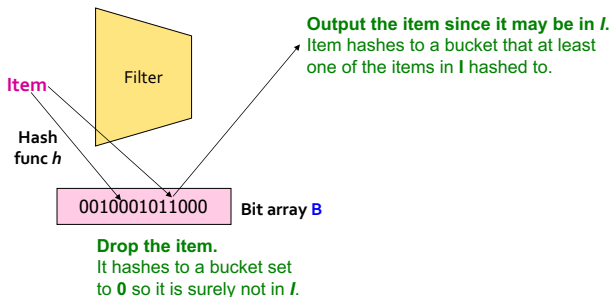 Output the item since it may be in I.
Item hashes to a bucket that at least
one of the items in I hashed to.
Filter
Item
Hash
func h
0010001011000
Bit array B
Drop the item.
It hashes to a bucket set
to 0 so it is surely not in I.